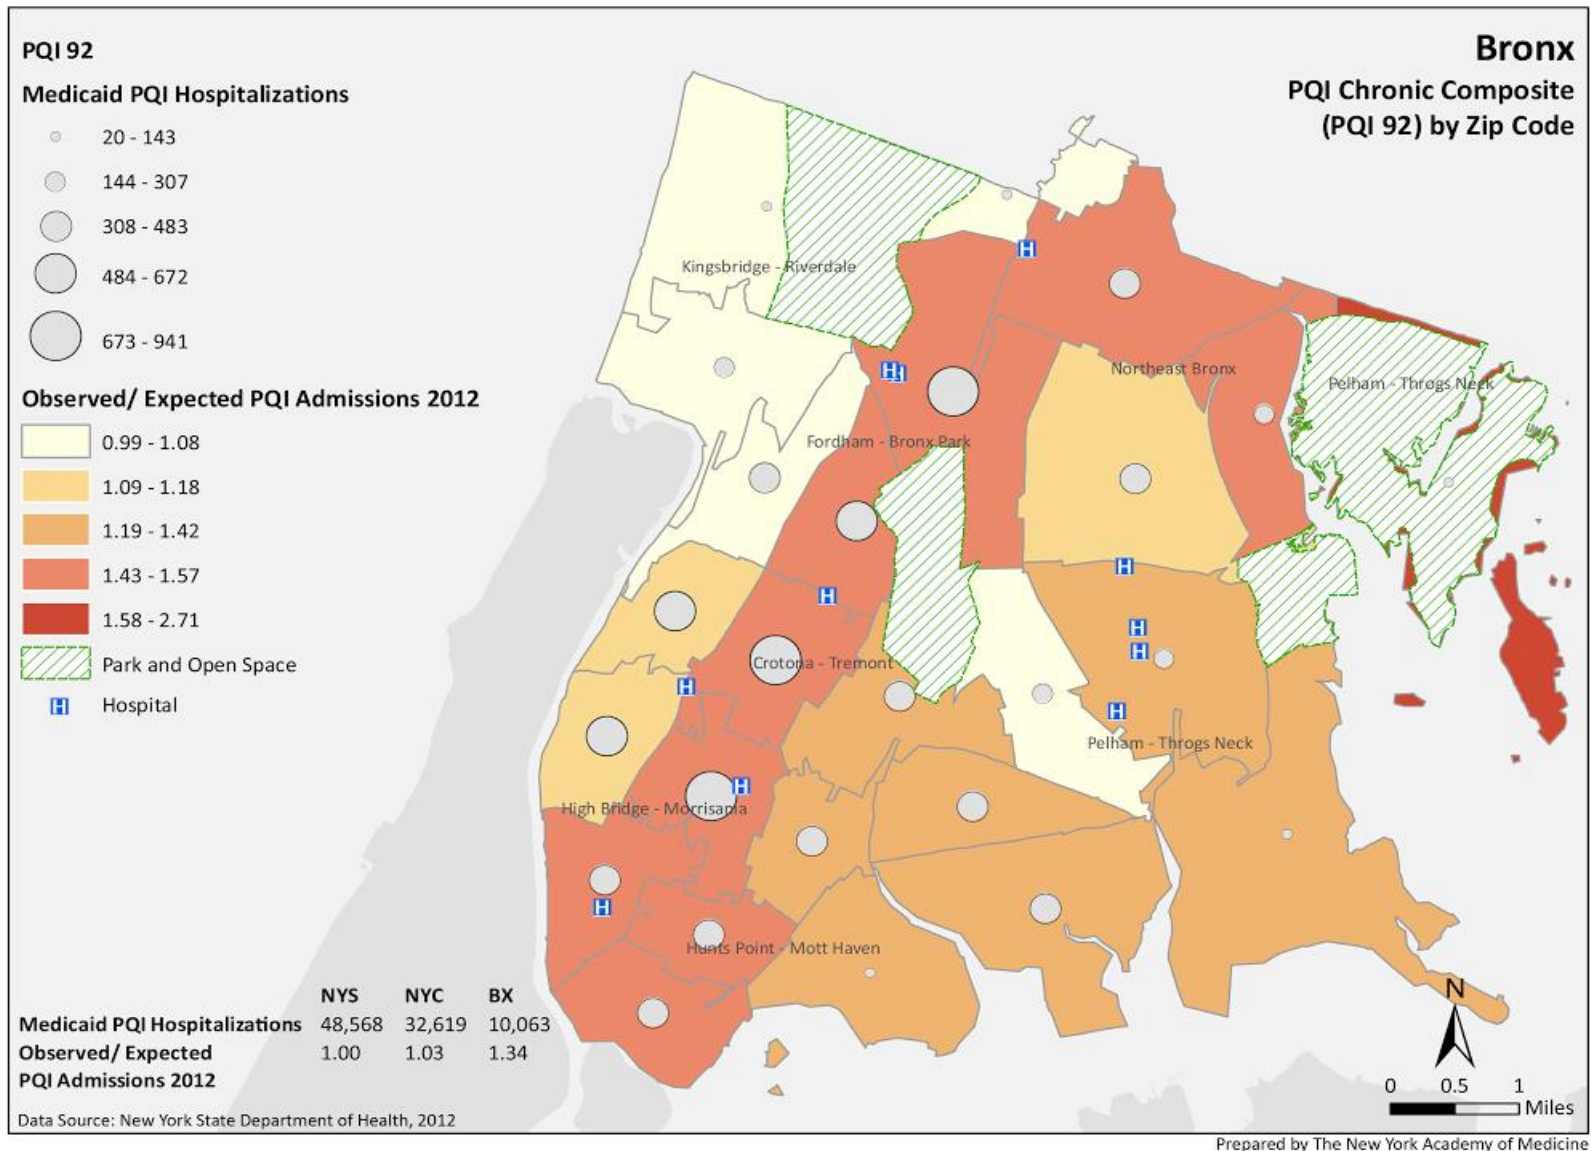 PQI 92
Medicaid PQI Hospitalizations
20 - 143
144 - 307
308 - 483
484 - 672
673 - 941
Observed/ Expected PQI Admissions 2012
0.99 - 1.08
1.09 - 1.18
1.19 - 1.42
1.43 - 1.57
1.58 - 2.71
Park and Open Space
H Hospital
Bronx
PQI Chronic Composite
(PQI 92) by Zip Code
H
Kingsbridge - Riverdale
H H
Northeast Bronx
Pelham - Throgs Neck
Fordham - Bronx Park
H
H
H
H
Crotona - Tremont
H
H
Pelham - Throgs Neck
H
High Bridge - Morrisania
H
Hunts Point - Mott Haven
NYS NYC BX
Medicaid PQI Hospitalizations 48,568 32,619 10,063
Observed/ Expected 1.00 1.03 1.34
PQI Admissions 2012
Data Source: New York State Department of Health, 2012
N
0 0.5 1
Miles
Prepared by The New York Academy of Medicine